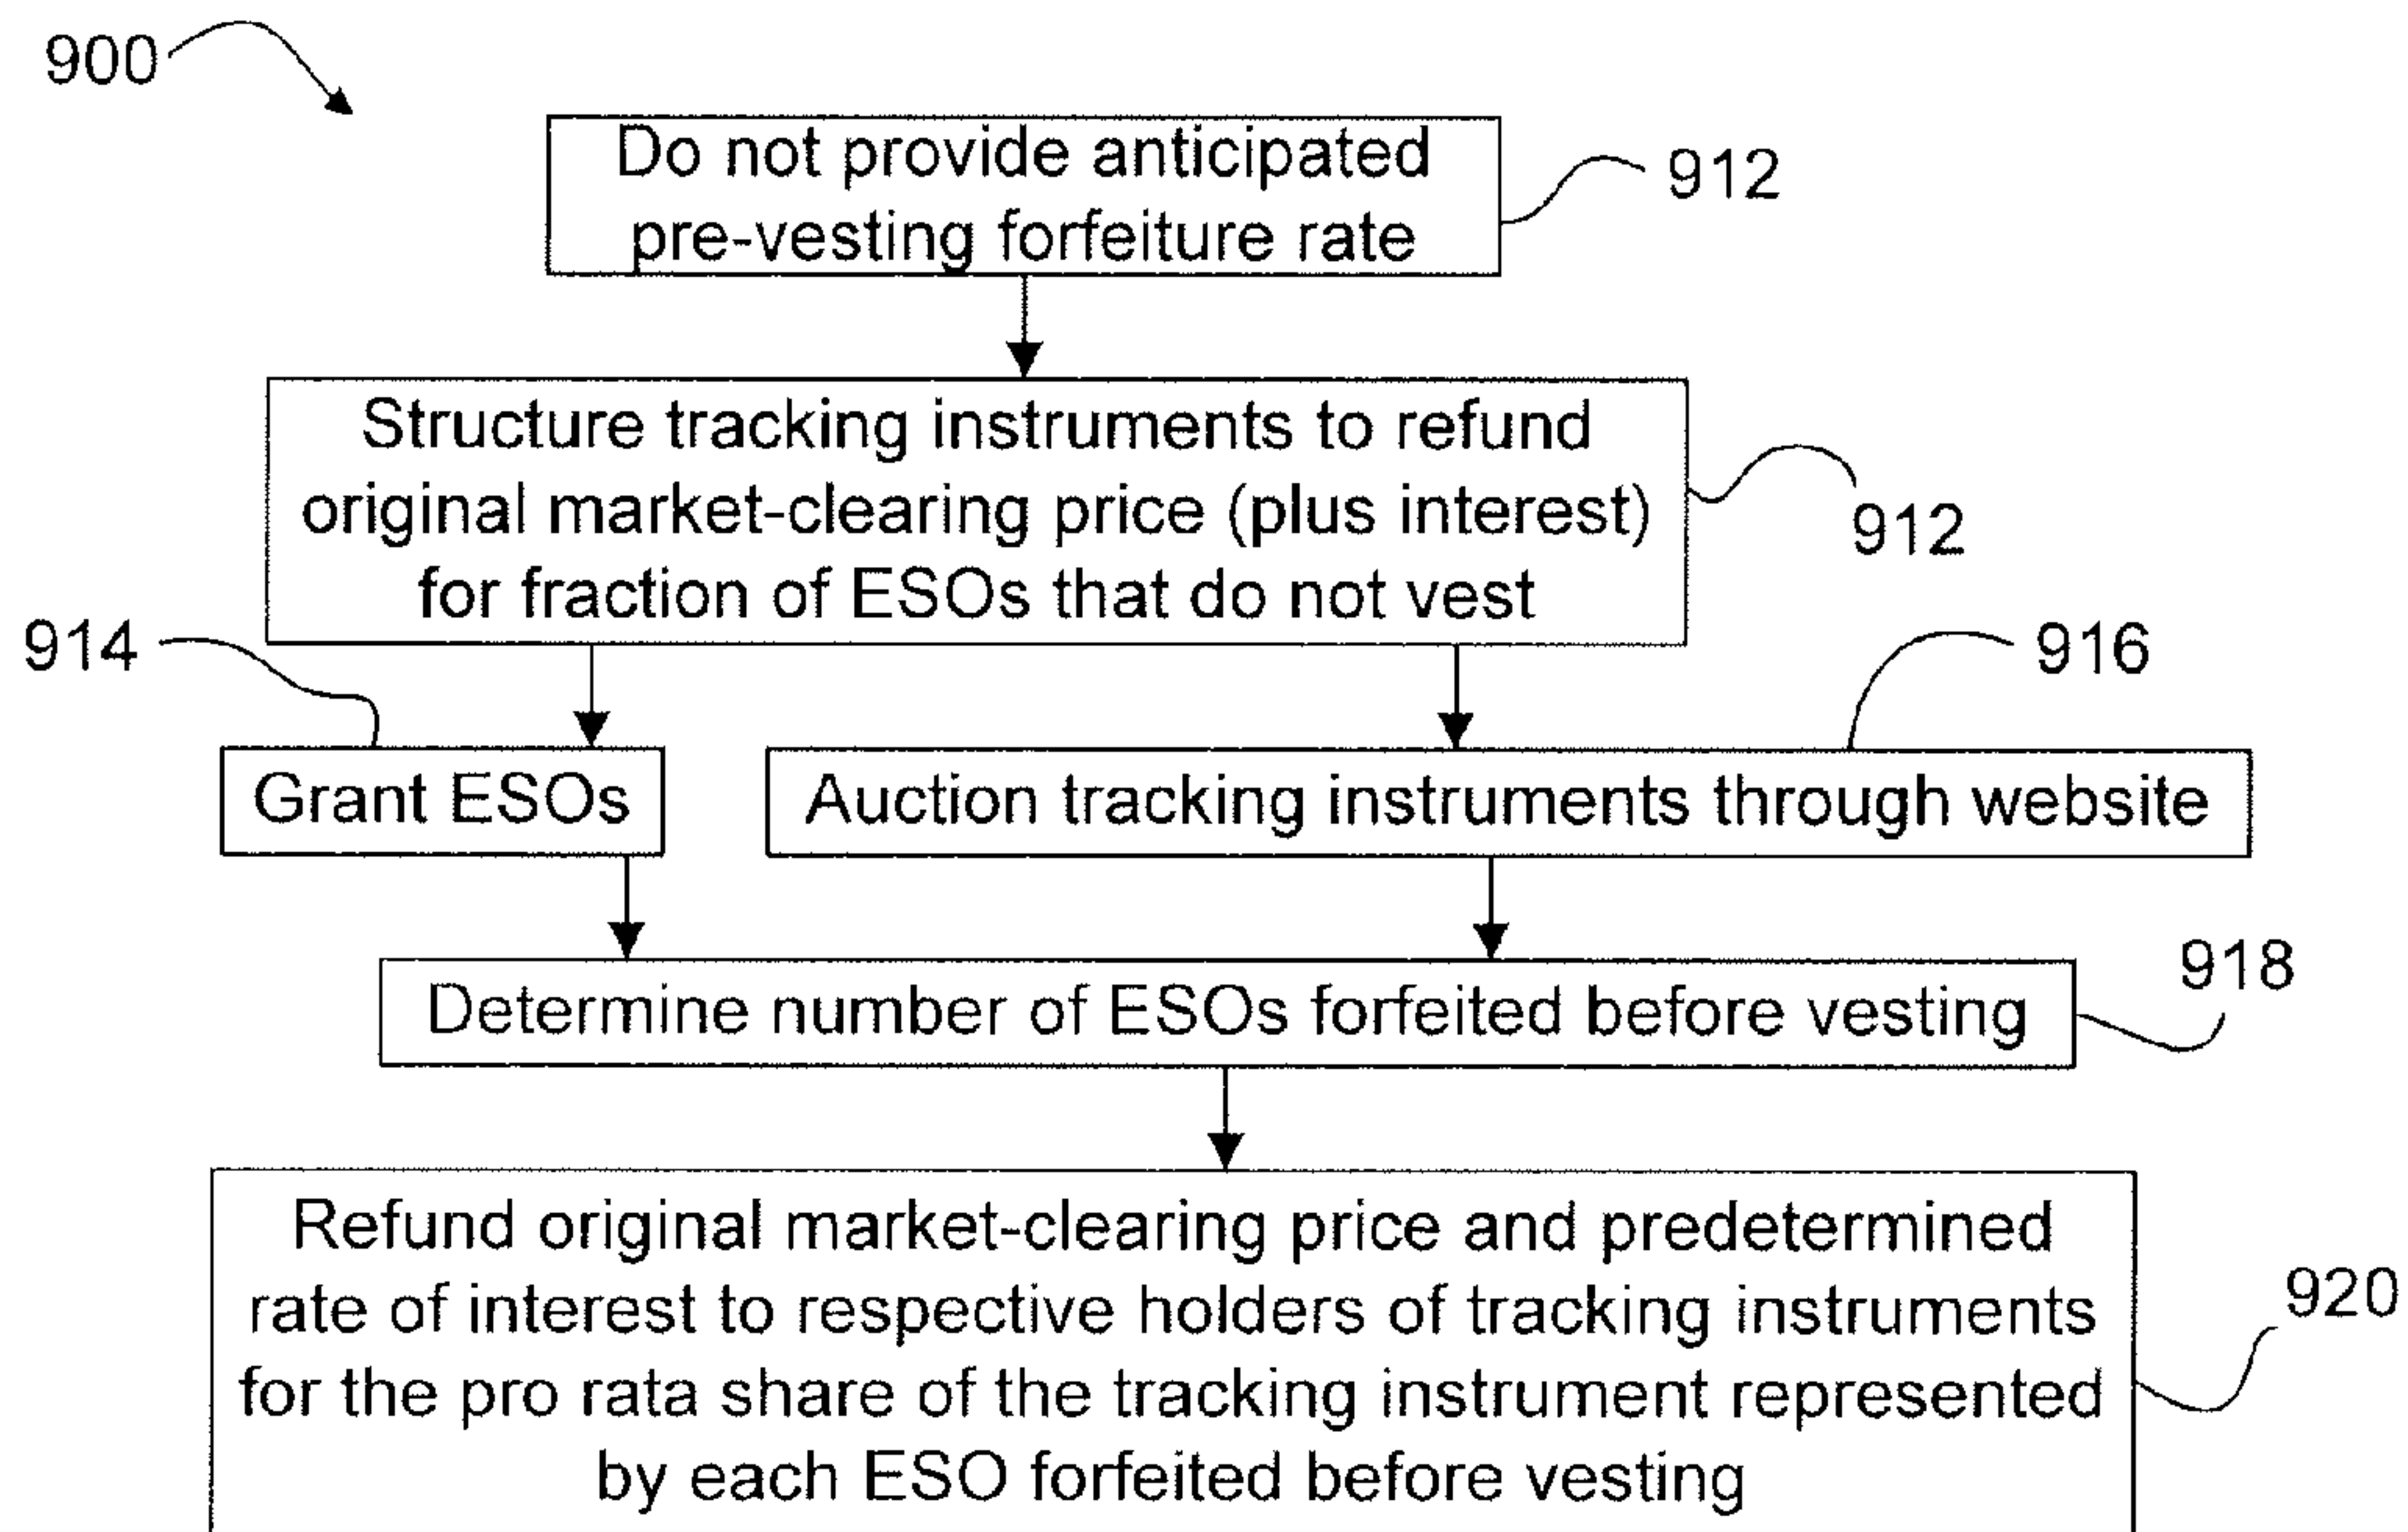 900
Do not provide anticipated
pre-vesting forfeiture rate
912
Structure tracking instruments to refund
original market-clearing price (plus interest)
for fraction of ESOs that do not vest
912
914
916
Grant ESOs
Auction tracking instruments through website
918
Determine number of ESOs forfeited before vesting
Refund original market-clearing price and predetermined
rate of interest to respective holders of tracking instruments
for the pro rata share of the tracking instrument represented
by each ESO forfeited before vesting
920